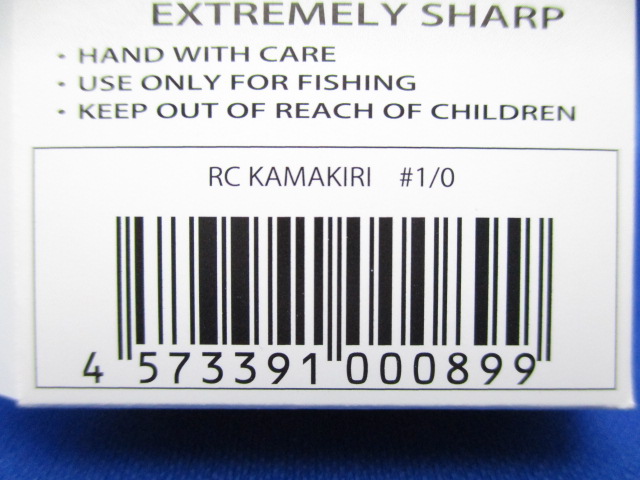 EXTREMELY SHARP
・HAND WITH CARE
・USE ONLY FOR FISHING
・KEEP OUT OF REACH OF CHILDREN
RC KAMAKIRI #1/0
4 573391 000899